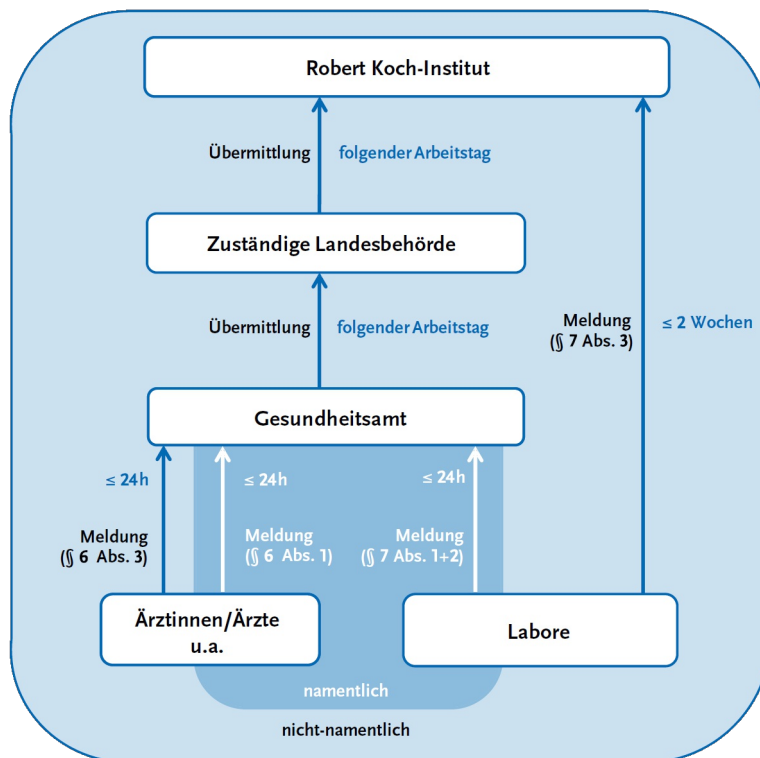 Robert Koch-Institut
Übermittlung folgender Arbeitstag
Zuständige Landesbehörde
Übermittlung folgender Arbeitstag
Meldung
(§ 7 Abs. 3)
≤ 2 Wochen
Gesundheitsamt
≤ 24h
≤ 24h
≤ 24h
Meldung
(§ 6 Abs. 3)
Meldung
(§ 6 Abs. 1)
Meldung
(§ 7 Abs. 1+2)
Ärztinnen/Ärzte
u.a.
Labore
namentlich
nicht-namentlich